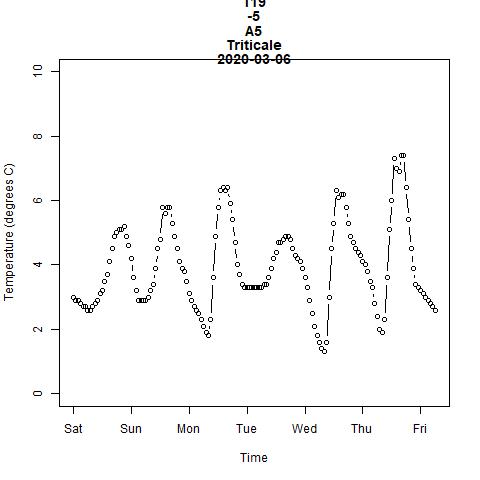 T19
-5
A5
Triticale
2020-03-06
Temperature (degrees C)
10
8
6
4
2
0
Sat Sun Mon Tue Wed Thu Fri
Time